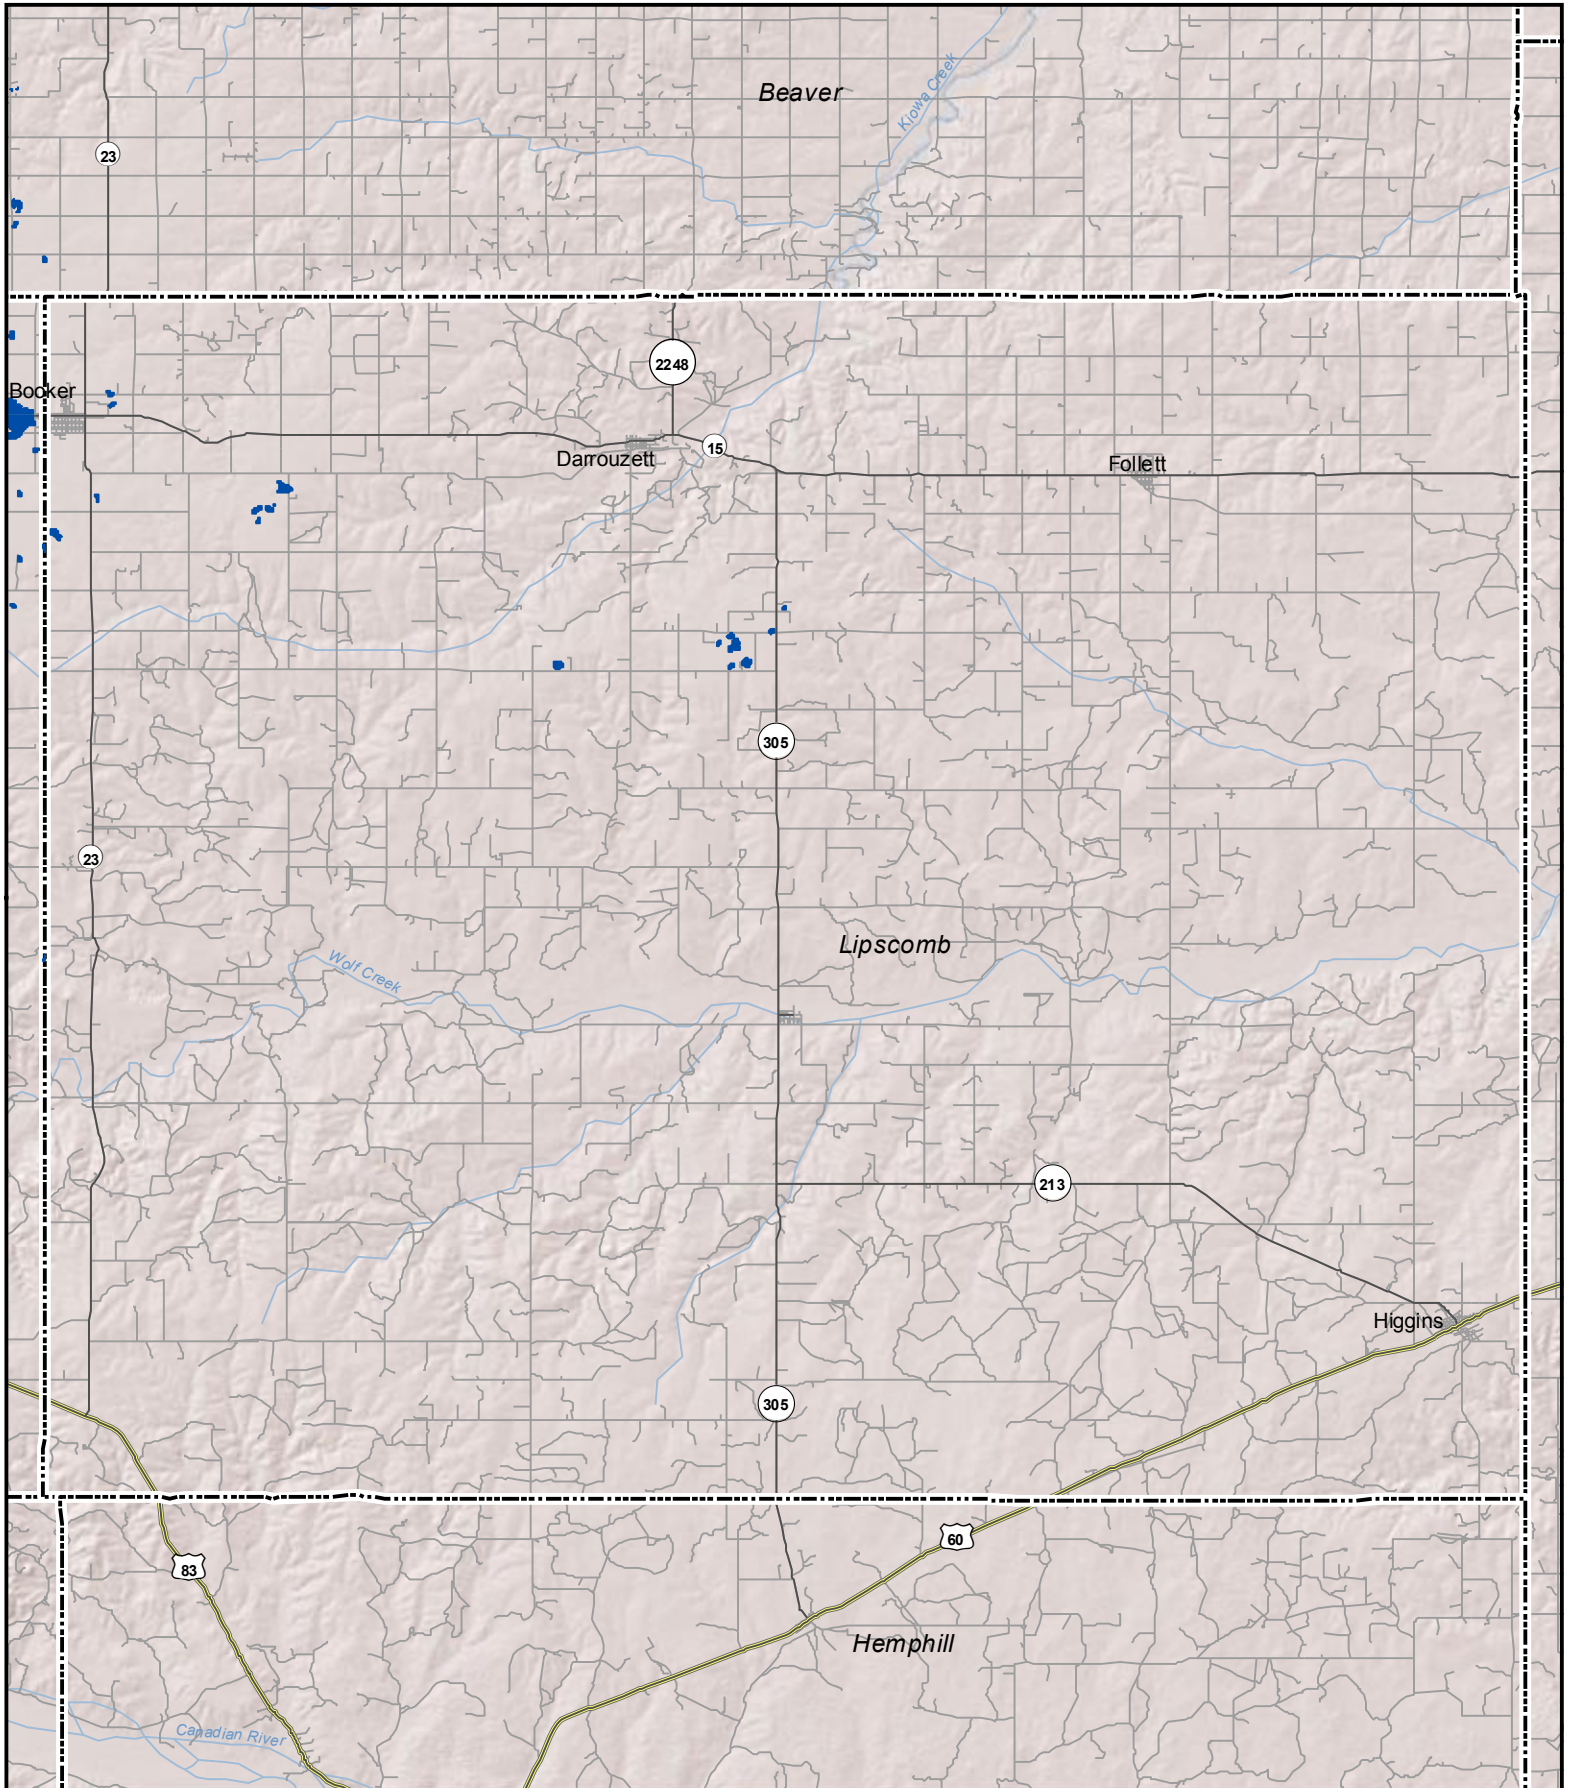 Beaver
Kiowa Creek
23
2248
Booker
15
Darrouzett
Follett
305
23
Lipscomb
Wolf Creek
213
Higgins
305
60
83
Hemphill
Canadian River